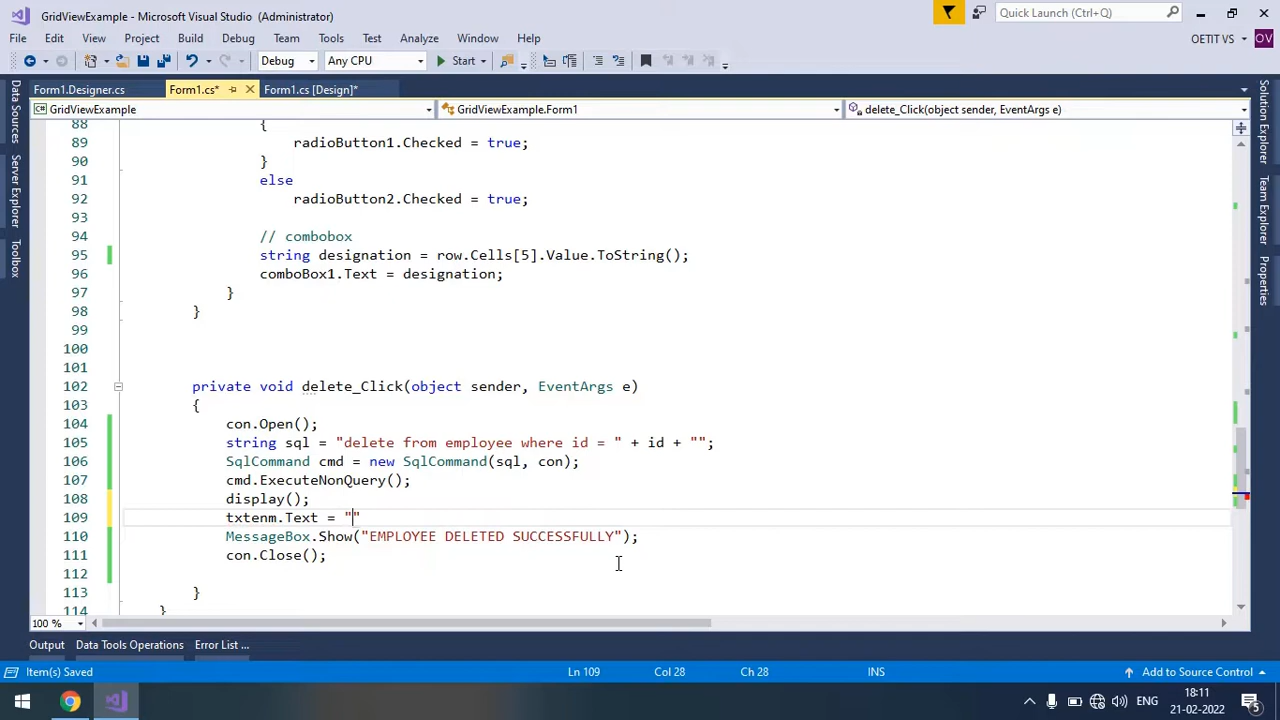 GridViewExample - Microsoft Visual Studio (Administrator)
Quick Launch (Ctrl+Q)
File Edit View Project Build Debug Team Tools Test Analyze Window Help
OETIT VS OV
Debug Any CPU Start
Form1.Designer.cs Form1.cs* Form1.cs [Design]*
GridViewExample GridViewExample.Form1 delete_Click(object sender, EventArgs e)
Data Sources
Server Explorer
Toolbox
88 {
89 radioButton1.Checked = true;
90 }
91 else
92 radioButton2.Checked = true;
93
94 // combobox
95 string designation = row.Cells[5].Value.ToString();
96 comboBox1.Text = designation;
97 }
98 }
99
100
101
102 private void delete_Click(object sender, EventArgs e)
103 {
104 con.Open();
105 string sql = "delete from employee where id = " + id + "";
106 SqlCommand cmd = new SqlCommand(sql, con);
107 cmd.ExecuteNonQuery();
108 display();
109 txtenm.Text = ""
110 MessageBox.Show("EMPLOYEE DELETED SUCCESSFULLY");
111 con.Close();
112
113 }
114 }
Solution Explorer
Team Explorer
Properties
100 %
Output Data Tools Operations Error List ...
Item(s) Saved Ln 109 Col 28 Ch 28 INS Add to Source Control
ENG
18:11
21-02-2022
5